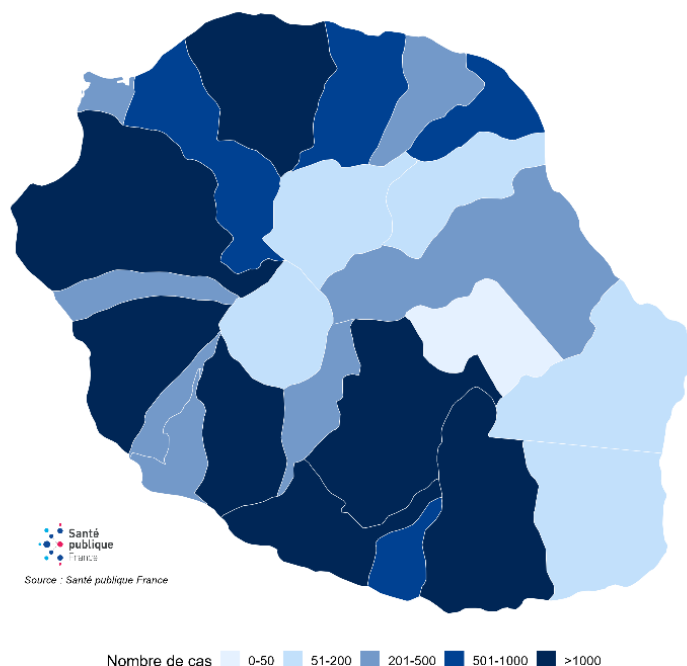 Santé
publique
France
Source : Santé publique France
Nombre de cas 0-50 51-200 201-500 501-1000 >1000